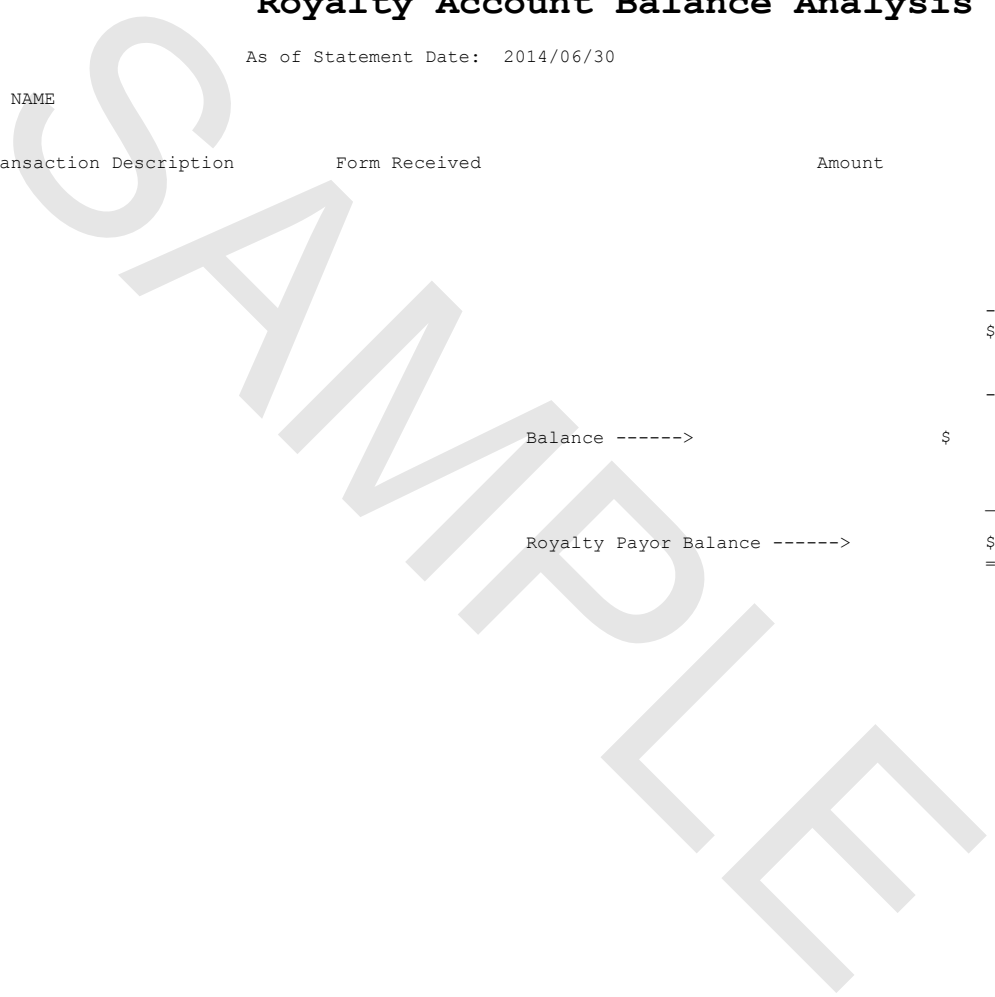 Royalty Account Balance Analysis
As of Statement Date: 2014/06/30
NAME
ansaction Description Form Received Amount
-
$
-
Balance ------> $
—
Royalty Payor Balance ------> $
=
SAMPLE